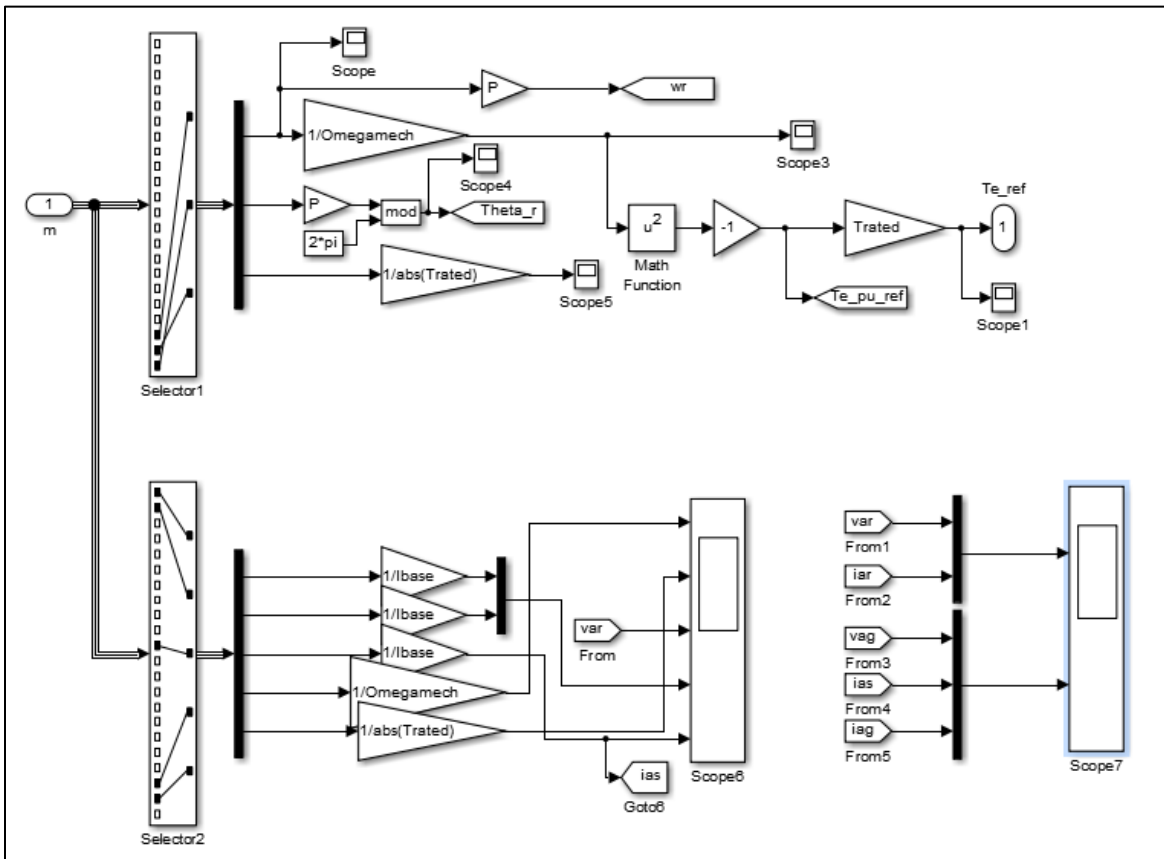 Scope
P
wr
1/Omegamech
Scope3
Scope4
1
m
P
mod
Theta_r
2*pi
Te_ref
u²
-1
Trated
1
Math
Function
1/abs(Trated)
Scope5
Te_pu_ref
Scope1
Selector1
1/Ibase
1/Ibase
1/Ibase
1/Omegamech
1/abs(Trated)
var
From
ias
Goto6
Scope6
Selector2
var
From1
iar
From2
vag
From3
ias
From4
iag
From5
Scope7